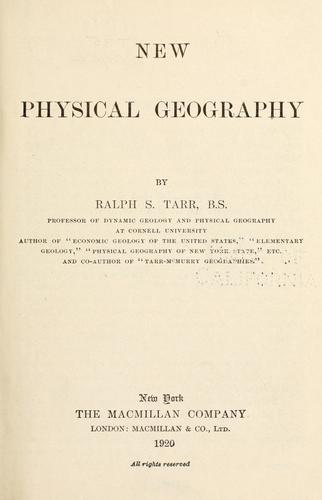 NEW
PHYSICAL GEOGRAPHY
BY
RALPH S. TARR, B.S.
PROFESSOR OF DYNAMIC GEOLOGY AND PHYSICAL GEOGRAPHY
AT CORNELL UNIVERSITY
AUTHOR OF "ECONOMIC GEOLOGY OF THE UNITED STATES," "ELEMENTARY
GEOLOGY," "PHYSICAL GEOGRAPHY OF NEW YORK STATE," ETC.
AND CO-AUTHOR OF "TARR-McMURRY GEOGRAPHIES."
New York
THE MACMILLAN COMPANY
LONDON: MACMILLAN & CO., LTD.
1920
All rights reserved